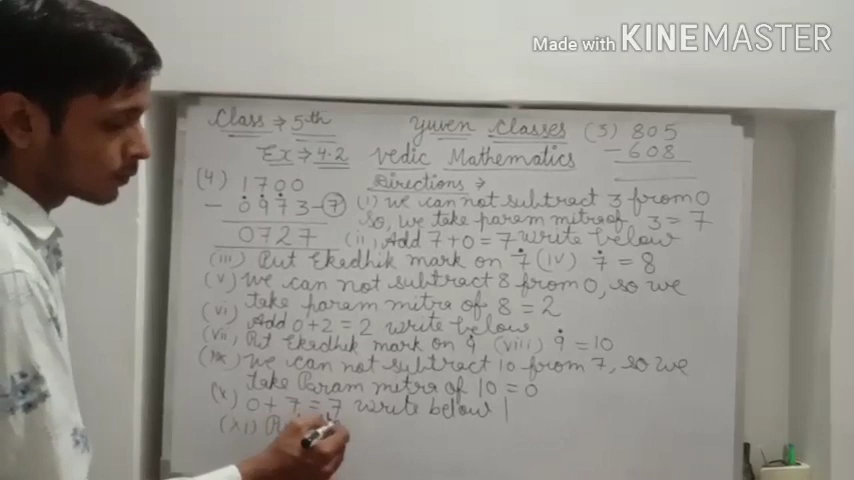 Made with KINEMASTER
Class → 5th
Yuven Classes
(5) 805
- 608
Ex → 4.2 Vedic Mathematics
(4) 1700
- 0973 - 7
0727
Directions →
(i) We can not subtract 3 from 0
So, we take param mitra of 3 = 7
(ii) Add 7+0 = 7 write below
(iii) Put Ekedhik mark on 7̇ (iv) 7̇ = 8
(v) We can not subtract 8 from 0, so we
take param mitra of 8 = 2
(vi) Add 0+2 = 2 write below
(vii) Put Ekadhik mark on 9̇ (viii) 9̇ = 10
(ix) We can not subtract 10 from 7, so we
take Param mitra of 10 = 0
(x) 0 + 7 = 7 write below
(xi)